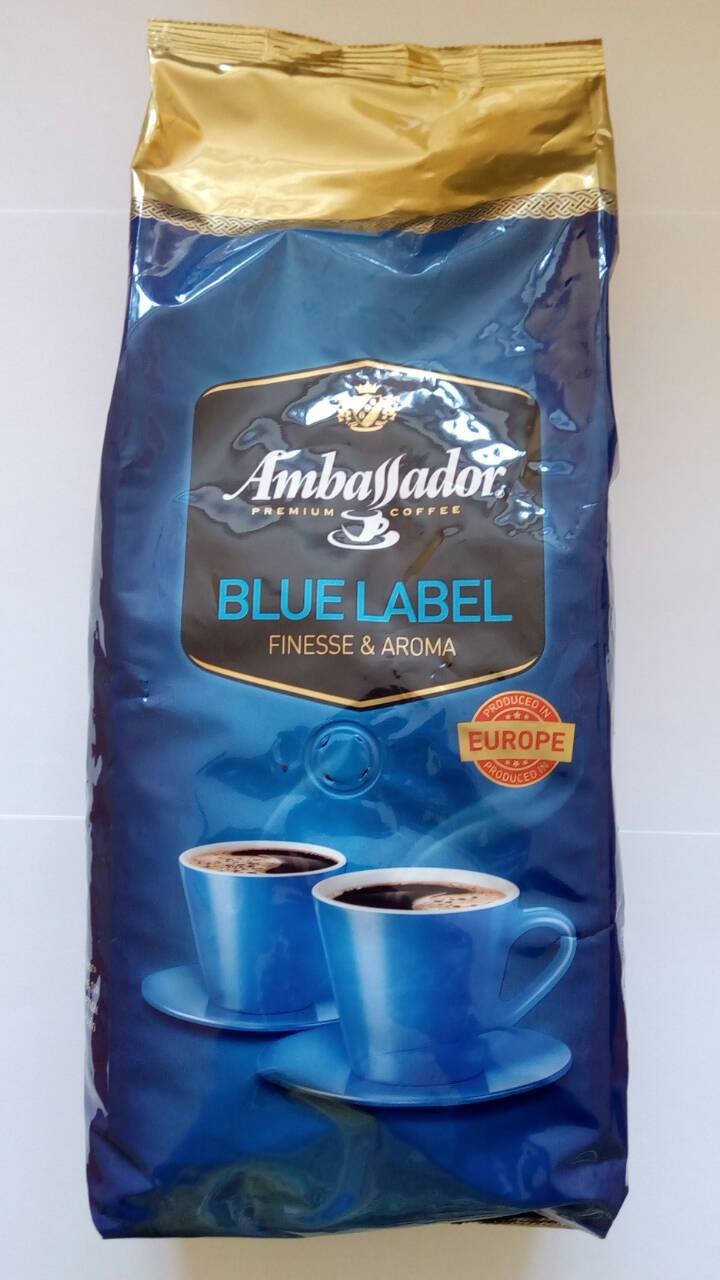 Ambassador
PREMIUM COFFEE
BLUE LABEL
FINESSE & AROMA
PRODUCED IN
EUROPE
PRODUCED IN